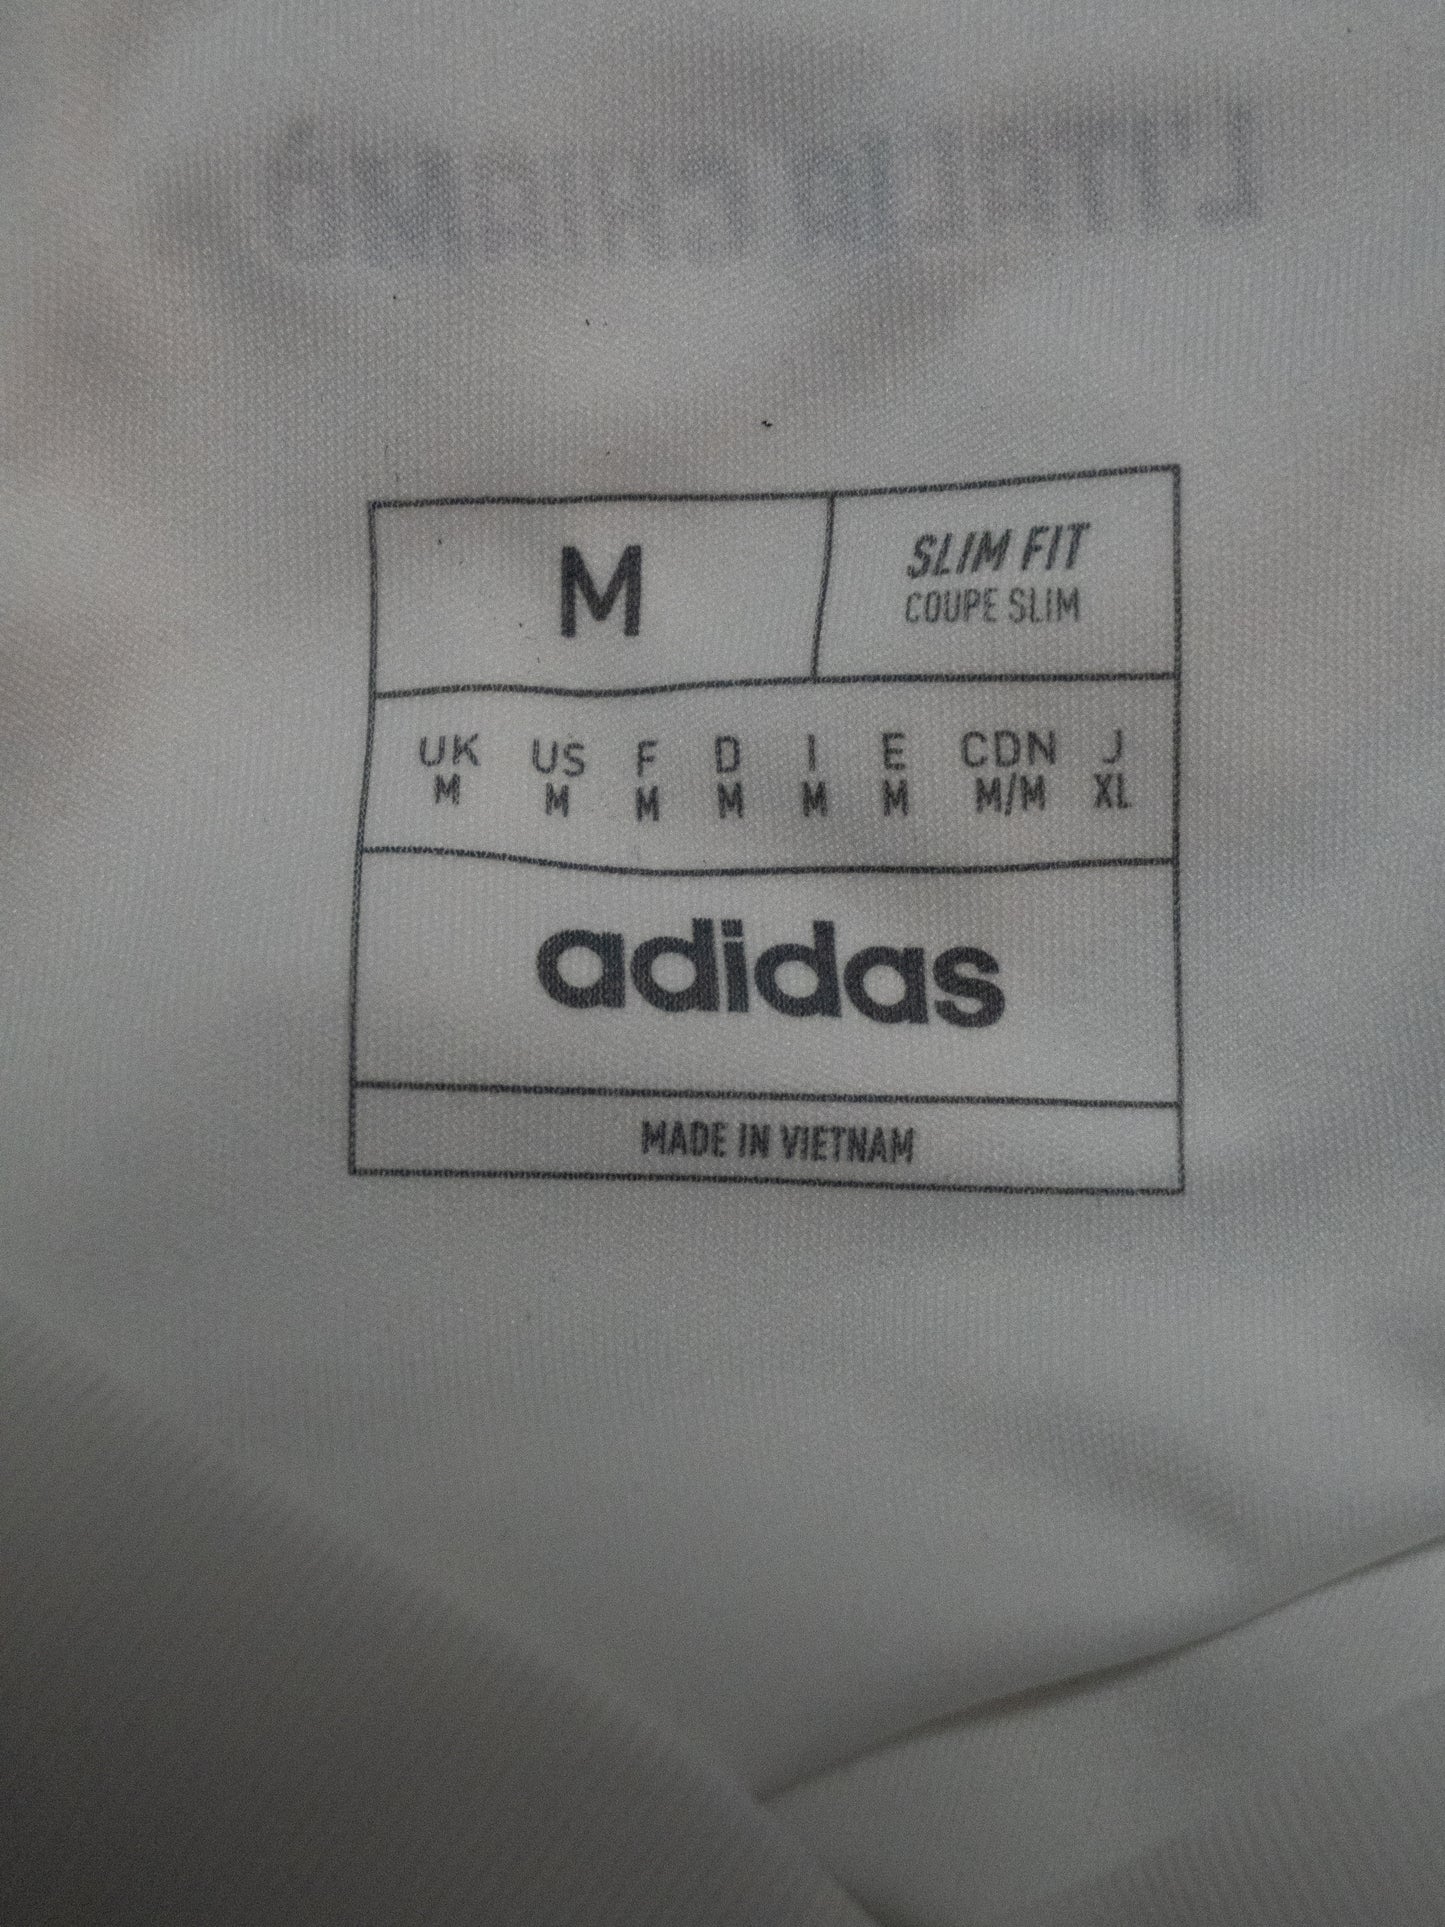 M
SLIM FIT
COUPE SLIM
UK US F D I E CDN J
M M M M M M M/M XL
adidas
MADE IN VIETNAM